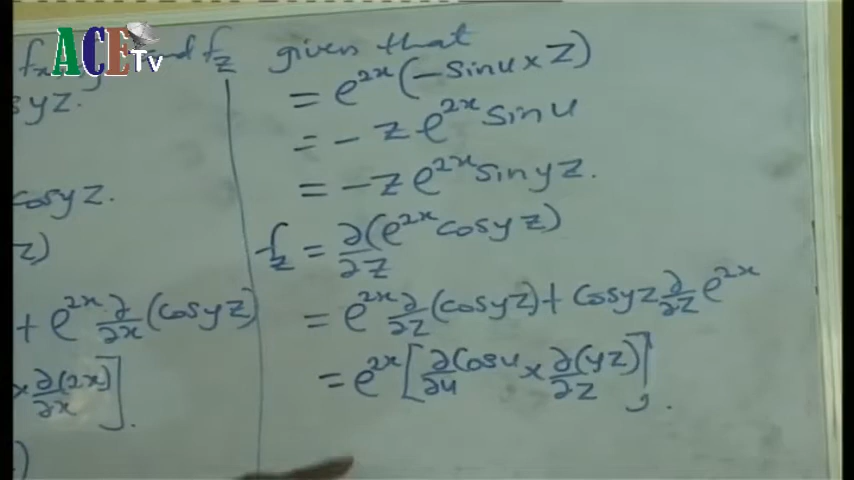 ACE Tv
fx and fz given that
yz.
cosyz.
z)
+ e^2x ∂/∂x (cosyz)
× ∂(2x)/∂x].
= e^2x(-sinu × z)
= -z e^2x sinu
= -z e^2x sinyz.
fz = ∂/∂z (e^2x cosyz)
= e^2x ∂/∂z (cosyz) + cosyz ∂/∂z e^2x
= e^2x [∂/∂u cosu × ∂(yz)/∂z].